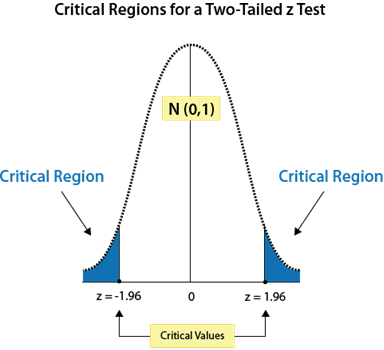 Critical Regions for a Two-Tailed z Test
N (0,1)
Critical Region
Critical Region
z = -1.96
0
z = 1.96
Critical Values